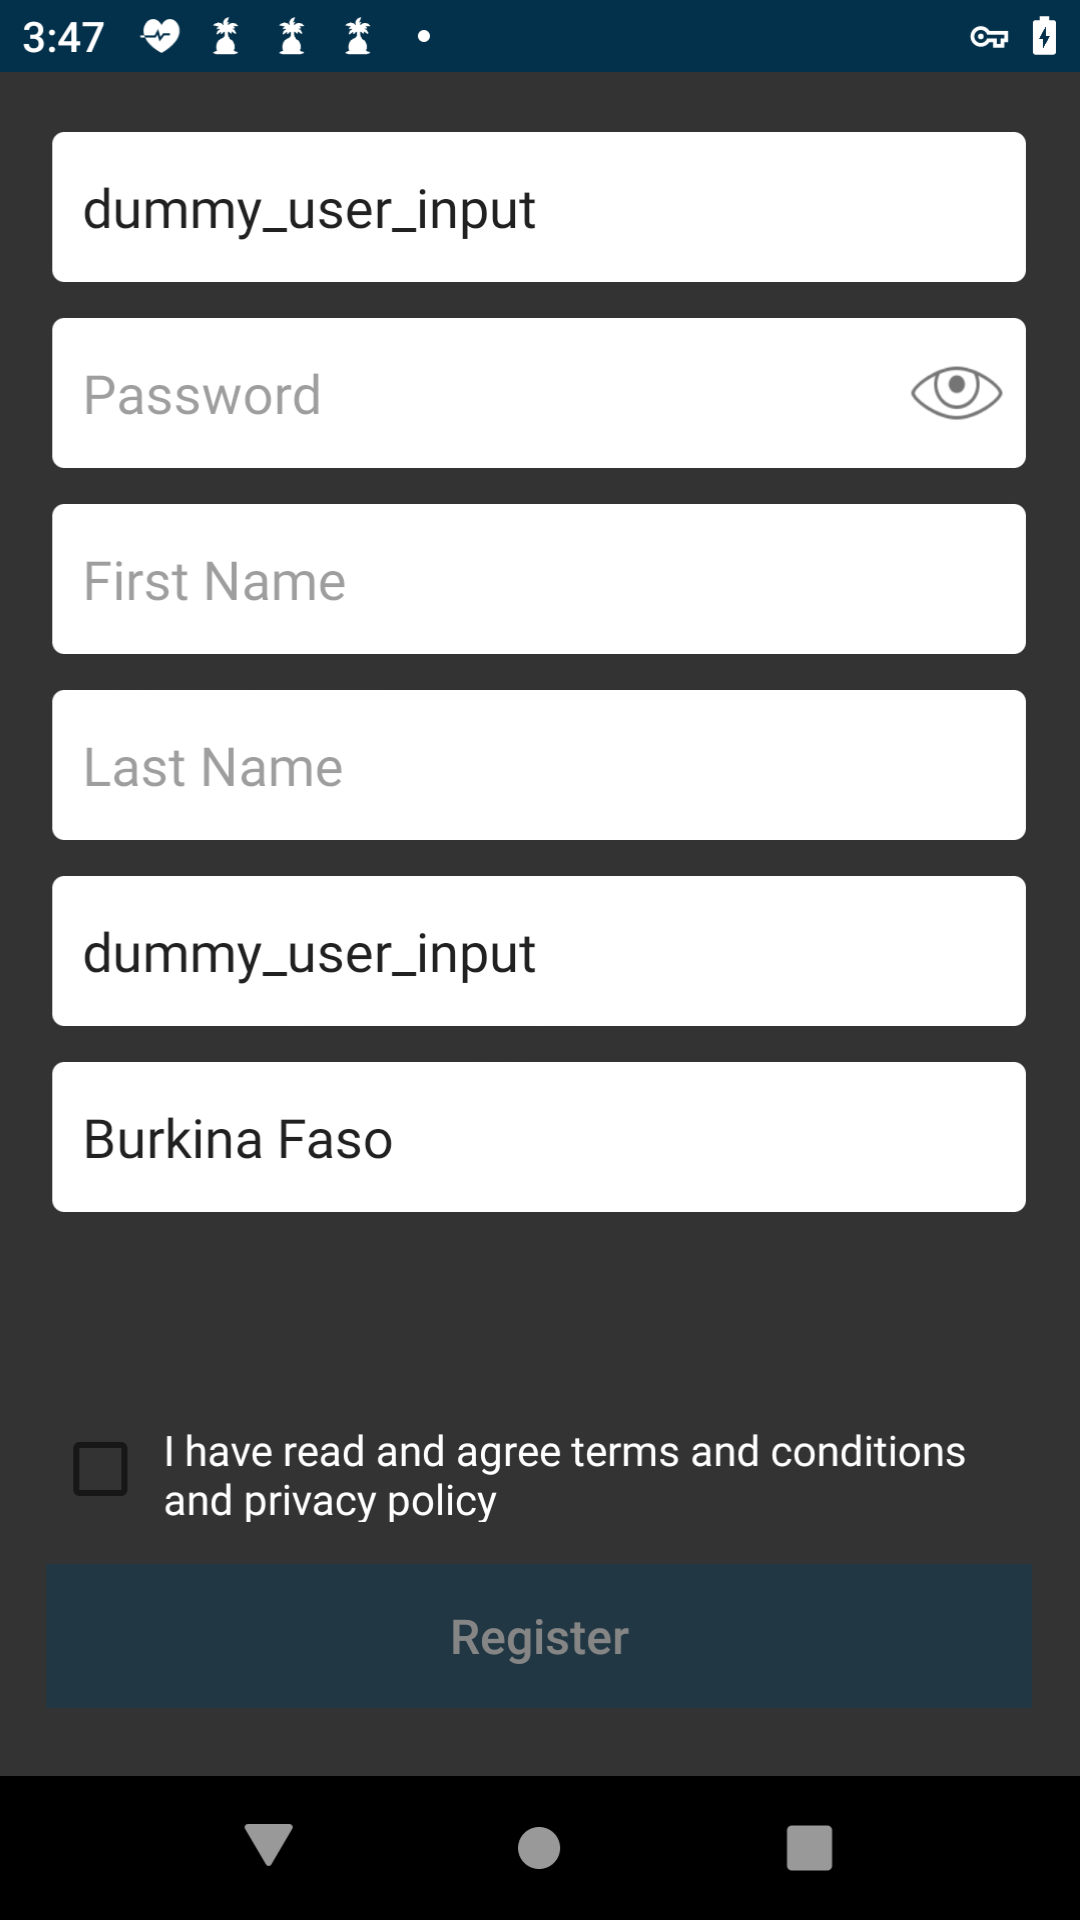 3:47
dummy_user_input
Password
First Name
Last Name
dummy_user_input
Burkina Faso
I have read and agree terms and conditions
and privacy policy
Register